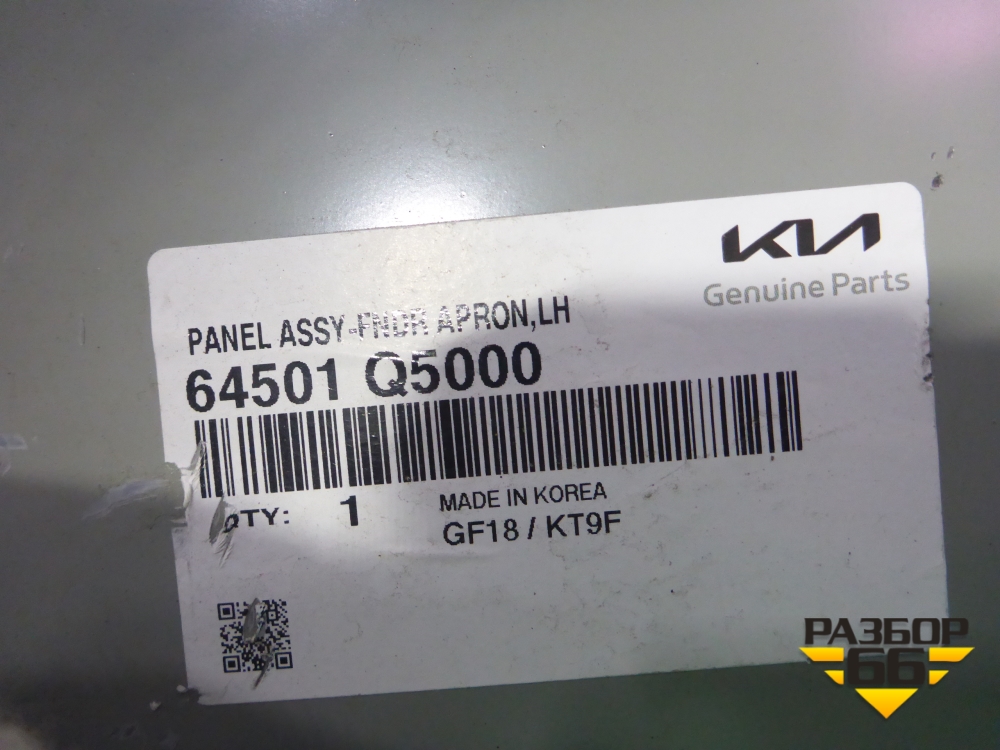 KIA
Genuine Parts
PANEL ASSY-FNDR APRON,LH
64501 Q5000
QTY: 1
MADE IN KOREA
GF18 / KT9F
РАЗБОР
66